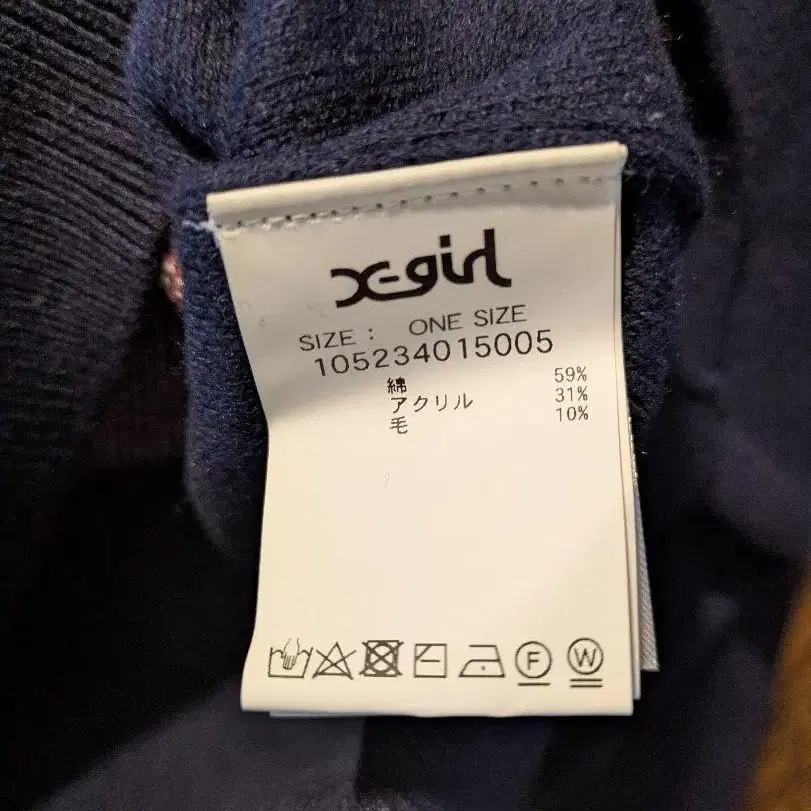 X-girl
SIZE : ONE SIZE
105234015005
綿 59%
アクリル 31%
毛 10%
F W